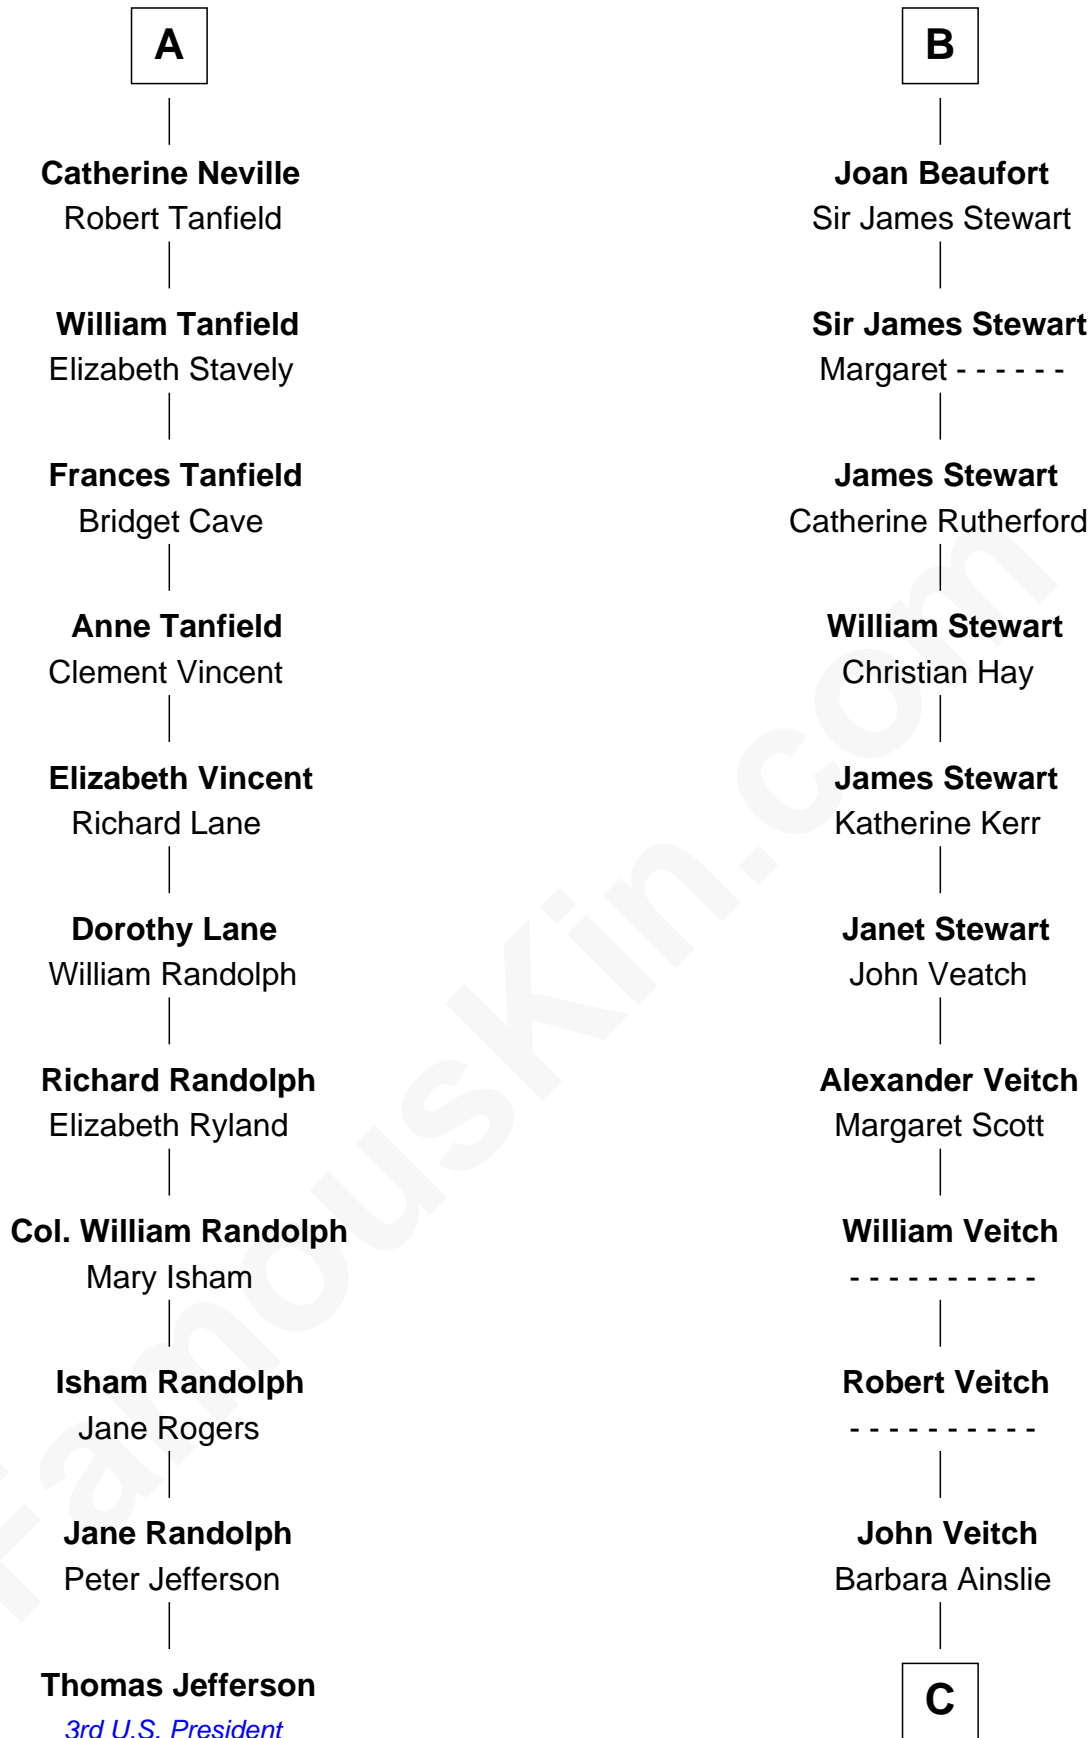 A
Catherine Neville
Robert Tanfield
William Tanfield
Elizabeth Stavely
Frances Tanfield
Bridget Cave
Anne Tanfield
Clement Vincent
Elizabeth Vincent
Richard Lane
Dorothy Lane
William Randolph
Richard Randolph
Elizabeth Ryland
Col. William Randolph
Mary Isham
Isham Randolph
Jane Rogers
Jane Randolph
Peter Jefferson
Thomas Jefferson
3rd U.S. President
B
Joan Beaufort
Sir James Stewart
Sir James Stewart
Margaret - - - - - -
James Stewart
Catherine Rutherford
William Stewart
Christian Hay
James Stewart
Katherine Kerr
Janet Stewart
John Veatch
Alexander Veitch
Margaret Scott
William Veitch
- - - - - - - - - -
Robert Veitch
- - - - - - - - - -
John Veitch
Barbara Ainslie
C
FamousKin.com